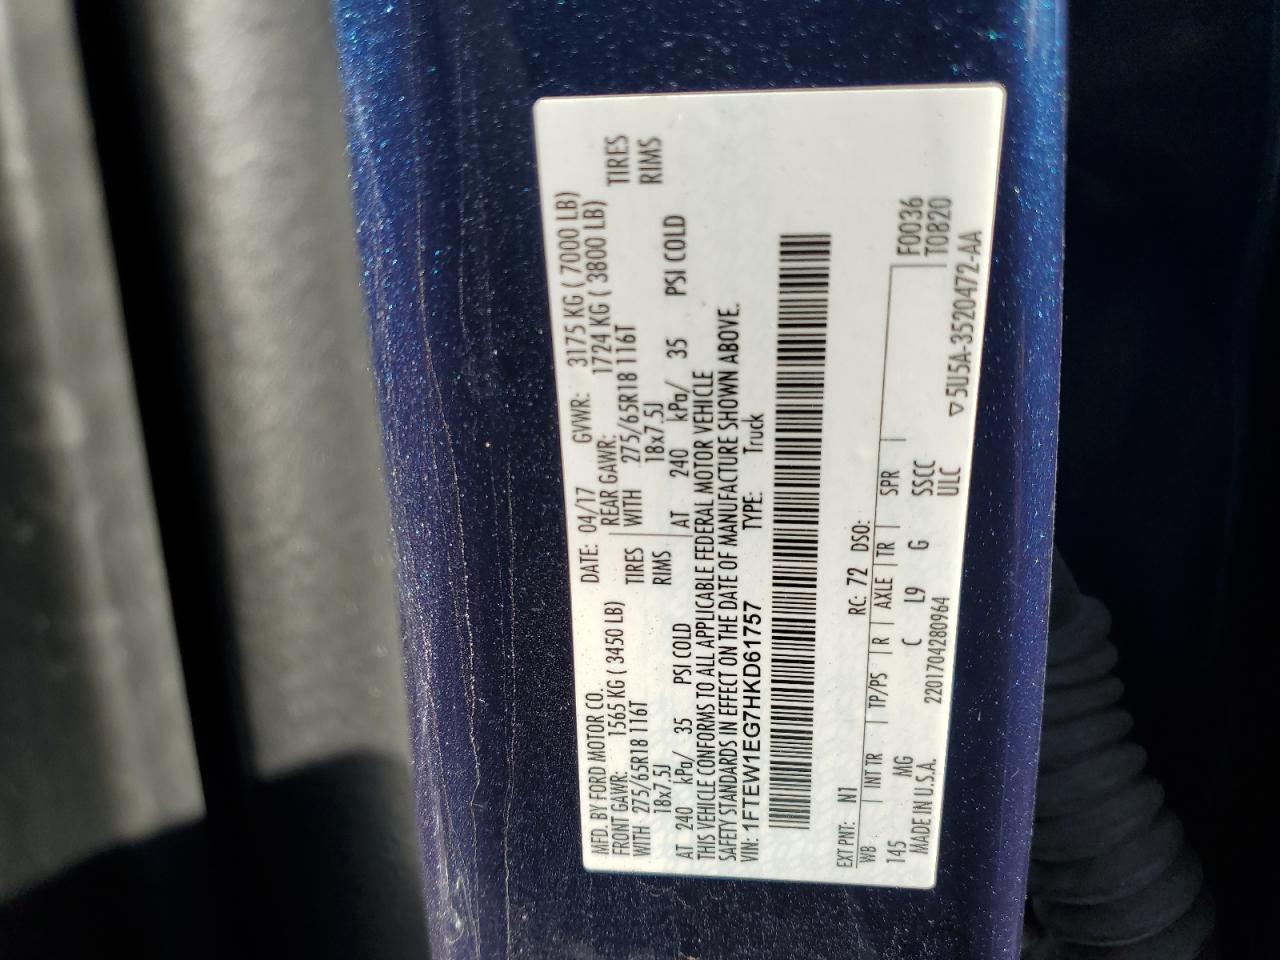 MFD. BY FORD MOTOR CO.
DATE: 04/17 GVWR: 3175 KG ( 7000 LB)
FRONT GAWR: 1565 KG ( 3450 LB) REAR GAWR: 1724 KG ( 3800 LB)
WITH 275/65R18 116T TIRES WITH 275/65R18 116T TIRES
18x7.5J RIMS 18x7.5J RIMS
AT 240 kPa/ 35 PSI COLD AT 240 kPa/ 35 PSI COLD
THIS VEHICLE CONFORMS TO ALL APPLICABLE FEDERAL MOTOR VEHICLE
SAFETY STANDARDS IN EFFECT ON THE DATE OF MANUFACTURE SHOWN ABOVE.
VIN: 1FTEW1EG7HKD61757 TYPE: Truck
EXT PNT: N1 RC: 72 DSO:
WB INT TR TP/PS R AXLE TR SPR F0036
145 MG C L9 G SSCC T0820
MADE IN U.S.A. 2201704280964 ULC
5U5A-3520472-AA